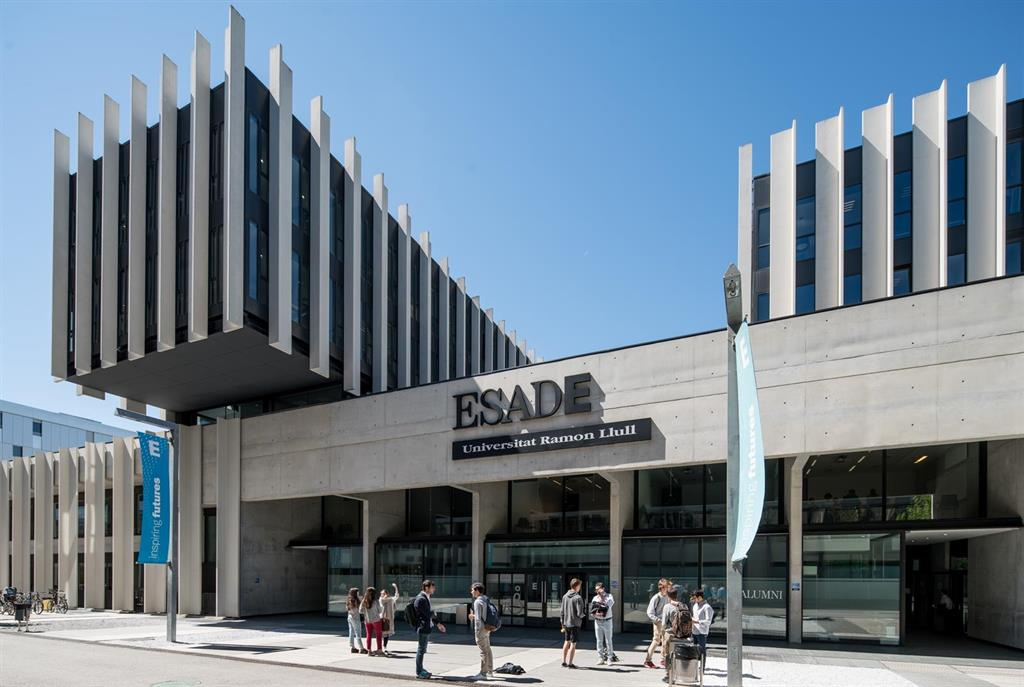 ESADE
Universitat Ramon Llull
E
inspiring futures
E
inspiring futures
ALUMNI